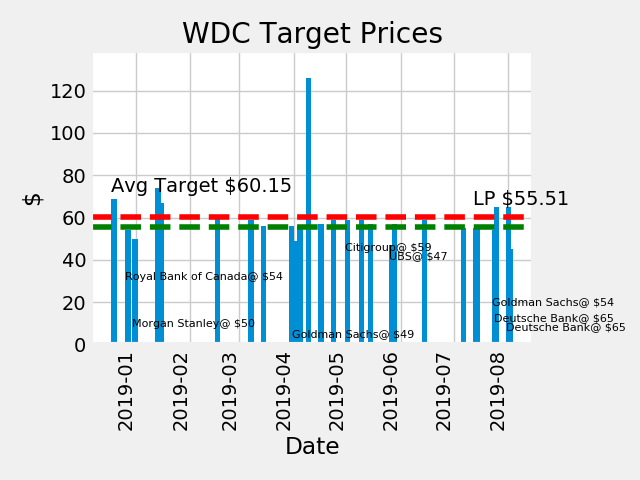 WDC Target Prices
120
100
80
60
40
20
0
$
Avg Target $60.15
LP $55.51
Citigroup@ $59
UBS@ $47
Royal Bank of Canada@ $54
Goldman Sachs@ $54
Morgan Stanley@ $50
Deutsche Bank@ $65
Deutsche Bank@ $65
Goldman Sachs@ $49
2019-01
2019-02
2019-03
2019-04
2019-05
2019-06
2019-07
2019-08
Date